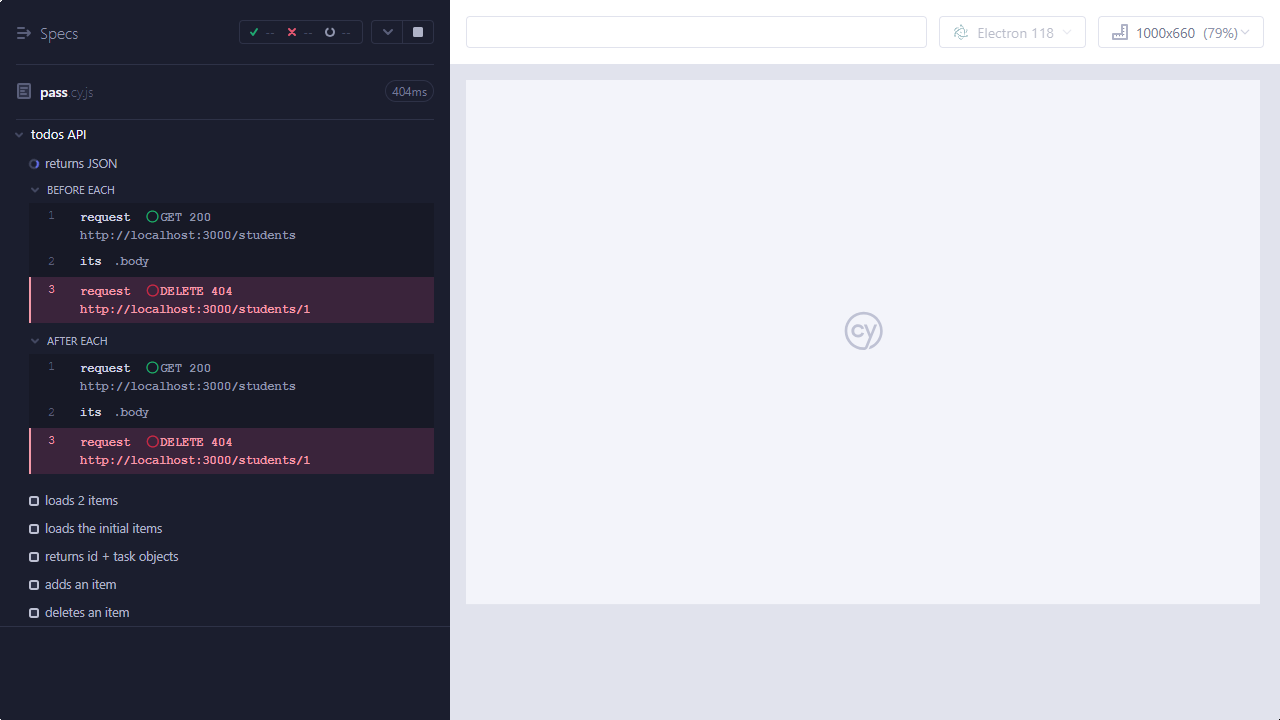 Specs
-- -- --
pass cy.js
404ms
todos API
returns JSON
BEFORE EACH
1 request GET 200
http://localhost:3000/students
2 its .body
3 request DELETE 404
http://localhost:3000/students/1
AFTER EACH
1 request GET 200
http://localhost:3000/students
2 its .body
3 request DELETE 404
http://localhost:3000/students/1
loads 2 items
loads the initial items
returns id + task objects
adds an item
deletes an item
Electron 118
1000x660 (79%)
cy